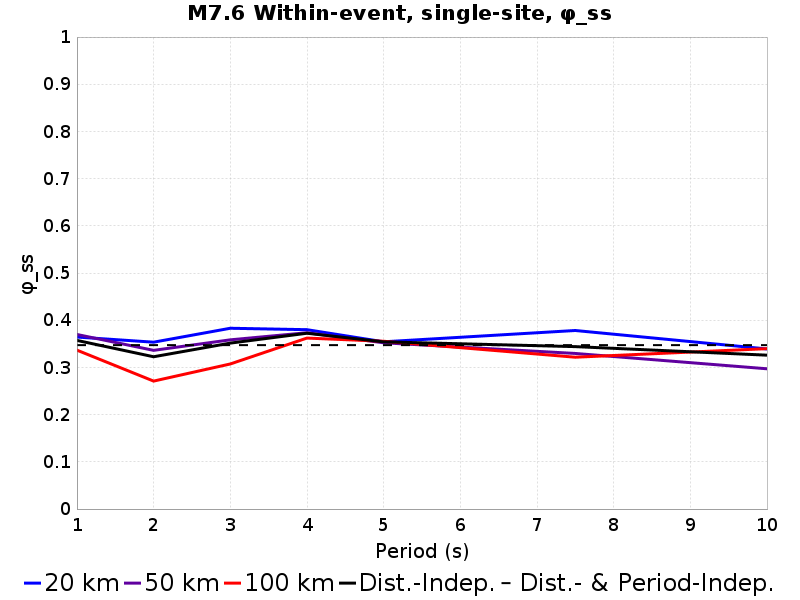 M7.6 Within-event, single-site, φ_ss
1
0.9
0.8
0.7
0.6
0.5
0.4
0.3
0.2
0.1
0
φ_ss
1 2 3 4 5 6 7 8 9 10
Period (s)
20 km 50 km 100 km Dist.-Indep. Dist.- & Period-Indep.